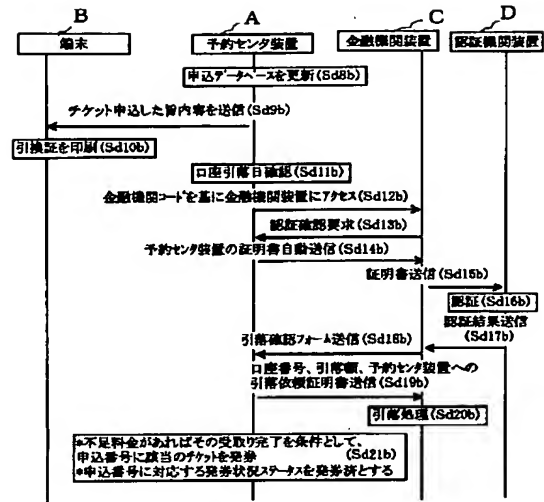 B
A
C
D
端末
予約センタ装置
金融機関装置
認証機関装置
申込データベースを更新(Sd8b)
チケット申込した旨内容を送信(Sd9b)
引換証を印刷(Sd10b)
口座引落日確認(Sd11b)
金融機関コードを基に金融機関装置にアクセス(Sd12b)
認証確認要求(Sd13b)
予約センタ装置の証明書自動送信(Sd14b)
証明書送信(Sd15b)
認証(Sd16b)
認証結果送信
(Sd17b)
引落確認フォーム送信(Sd18b)
口座番号、引落額、予約センタ装置への
引落依頼証明書送信(Sd19b)
引落処理(Sd20b)
*不足料金があればその受取り完了を条件として、
申込番号に該当のチケットを発券 (Sd21b)
*申込番号に対応する発券状況ステータスを発券済とする